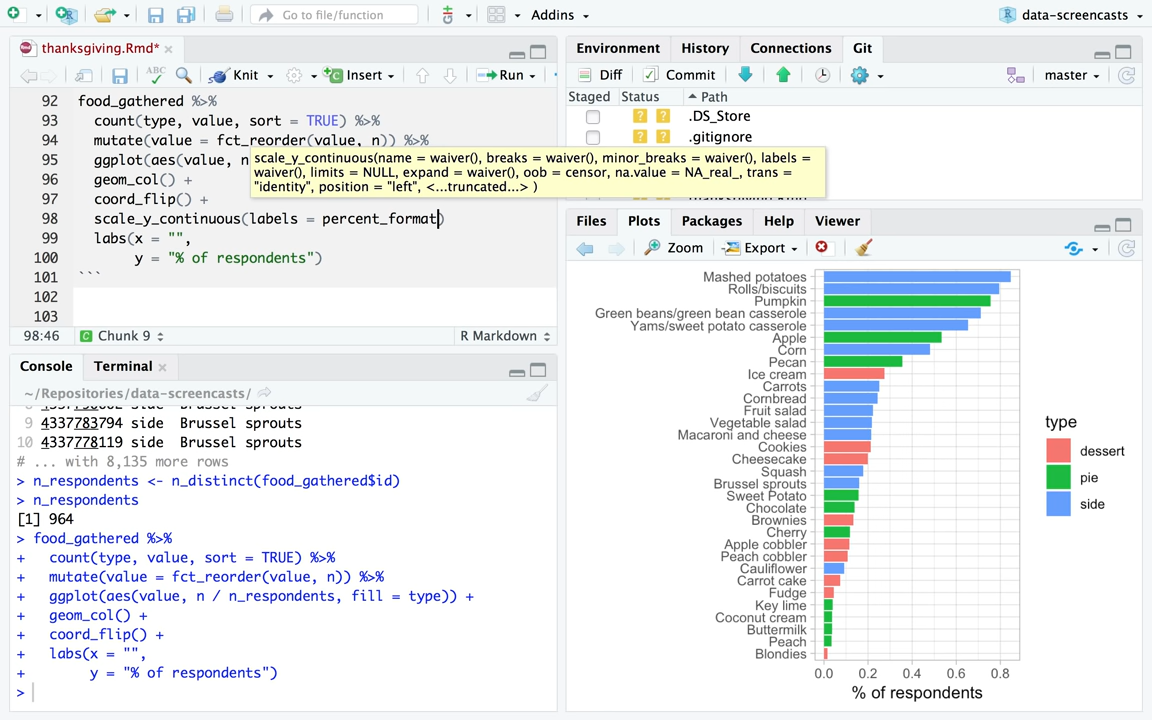 Go to file/function
Addins
data-screencasts
thanksgiving.Rmd*
ABC
Knit
Insert
Run
92 food_gathered %>%
93 count(type, value, sort = TRUE) %>%
94 mutate(value = fct_reorder(value, n)) %>%
95 ggplot(aes(value, n
96 geom_col() +
97 coord_flip() +
98 scale_y_continuous(labels = percent_format)
99 labs(x = "",
100 y = "% of respondents")
101 ```
102
103
scale_y_continuous(name = waiver(), breaks = waiver(), minor_breaks = waiver(), labels =
waiver(), limits = NULL, expand = waiver(), oob = censor, na.value = NA_real_, trans =
"identity", position = "left", <...truncated...> )
98:46 Chunk 9 R Markdown
Console Terminal
~/Repositories/data-screencasts/
9 4337783794 side Brussel sprouts
10 4337778119 side Brussel sprouts
# ... with 8,135 more rows
> n_respondents <- n_distinct(food_gathered$id)
> n_respondents
[1] 964
> food_gathered %>%
+ count(type, value, sort = TRUE) %>%
+ mutate(value = fct_reorder(value, n)) %>%
+ ggplot(aes(value, n / n_respondents, fill = type)) +
+ geom_col() +
+ coord_flip() +
+ labs(x = "",
+ y = "% of respondents")
>
Environment History Connections Git
Diff Commit master
Staged Status Path
? ? .DS_Store
? ? .gitignore
Files Plots Packages Help Viewer
Zoom Export
Mashed potatoes
Rolls/biscuits
Pumpkin
Green beans/green bean casserole
Yams/sweet potato casserole
Apple
Corn
Pecan
Ice cream
Carrots
Cornbread
Fruit salad
Vegetable salad
Macaroni and cheese
Cookies
Cheesecake
Squash
Brussel sprouts
Sweet Potato
Chocolate
Brownies
Cherry
Apple cobbler
Peach cobbler
Cauliflower
Carrot cake
Fudge
Key lime
Coconut cream
Buttermilk
Peach
Blondies
0.0 0.2 0.4 0.6 0.8
% of respondents
type
dessert
pie
side